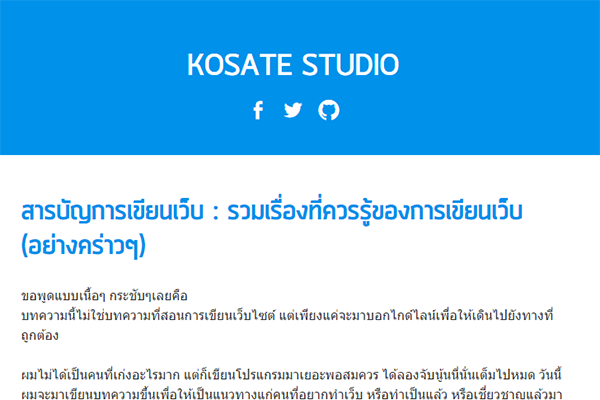 KOSATE STUDIO
สารบัญการเขียนเว็บ : รวมเรื่องที่ควรรู้ของการเขียนเว็บ
(อย่างคร่าวๆ)
ขอพูดแบบเนื้อๆ กระชับๆเลยคือ
บทความนี้ไม่ใช่บทความที่สอนการเขียนเว็บไซต์ แต่เพียงแค่จะมาบอกไกด์ไลน์เพื่อให้เดินไปยังทางที่
ถูกต้อง
ผมไม่ได้เป็นคนที่เก่งอะไรมาก แต่ก็เขียนโปรแกรมมาเยอะพอสมควร ได้ลองจับนู้นนี่นั่นเต็มไปหมด วันนี้
ผมจะมาเขียนบทความขึ้นเพื่อให้เป็นแนวทางแก่คนที่อยากทำเว็บ หรือทำเป็นแล้ว หรือเชี่ยวชาญแล้วมา